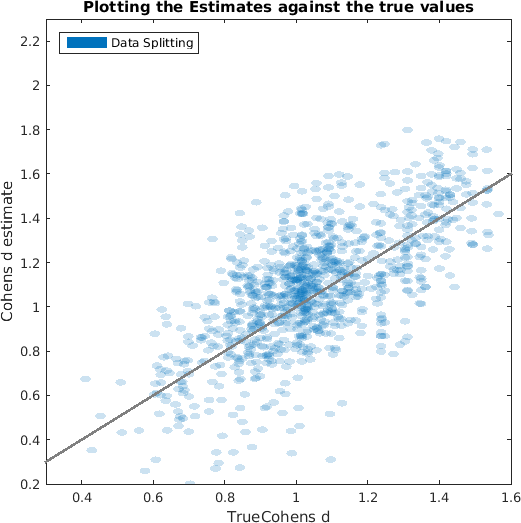 Plotting the Estimates against the true values
Data Splitting
Cohens d estimate
2.2
2
1.8
1.6
1.4
1.2
1
0.8
0.6
0.4
0.2
0.4 0.6 0.8 1 1.2 1.4 1.6
TrueCohens d